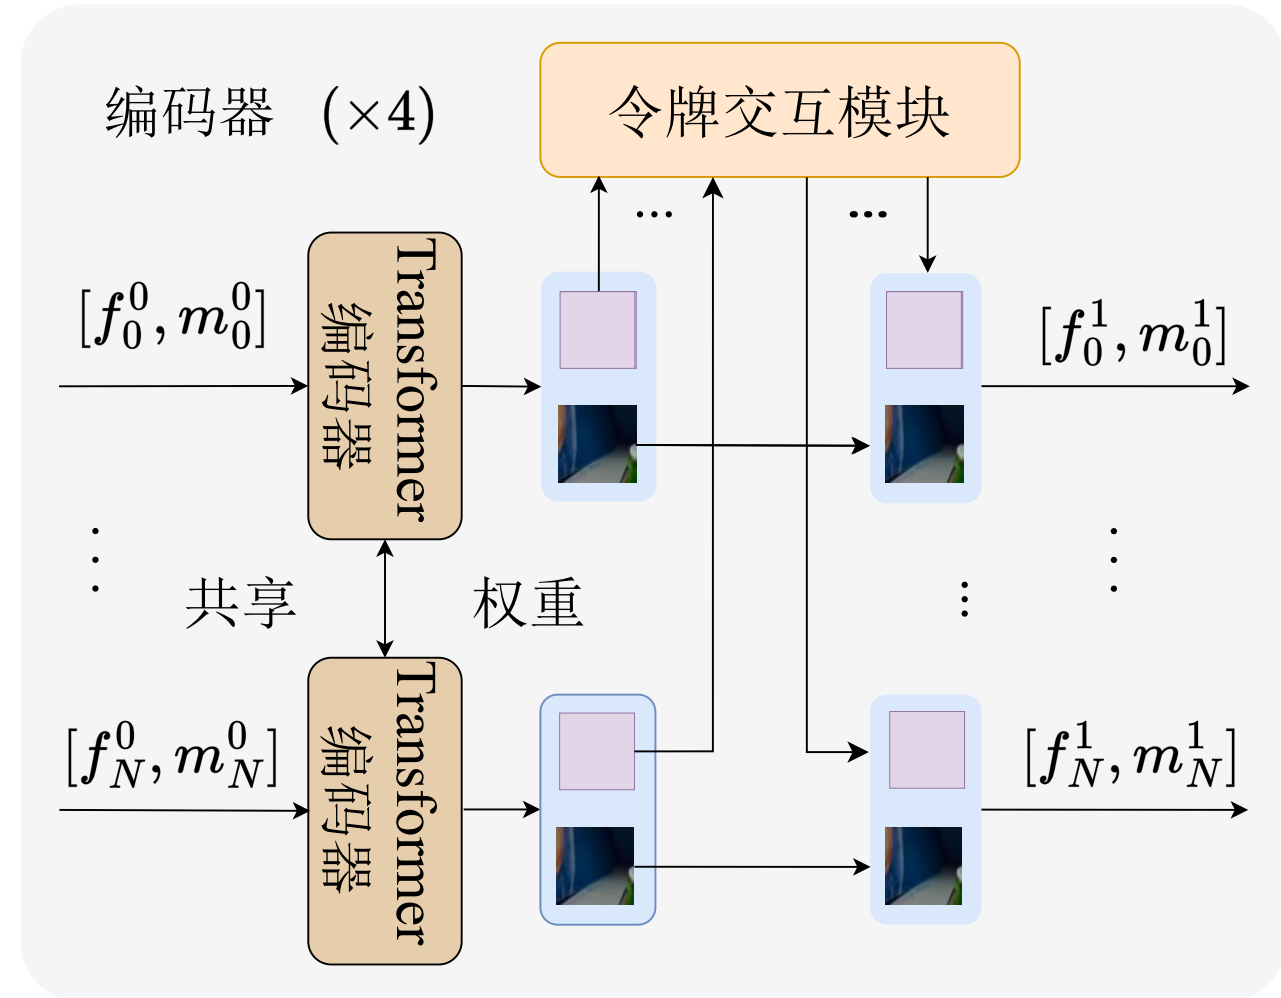 编码器 (×4)
令牌交互模块
...
...
[f_0^0, m_0^0]
Transformer
编码器
[f_0^1, m_0^1]
共享
权重
[f_N^0, m_N^0]
Transformer
编码器
[f_N^1, m_N^1]